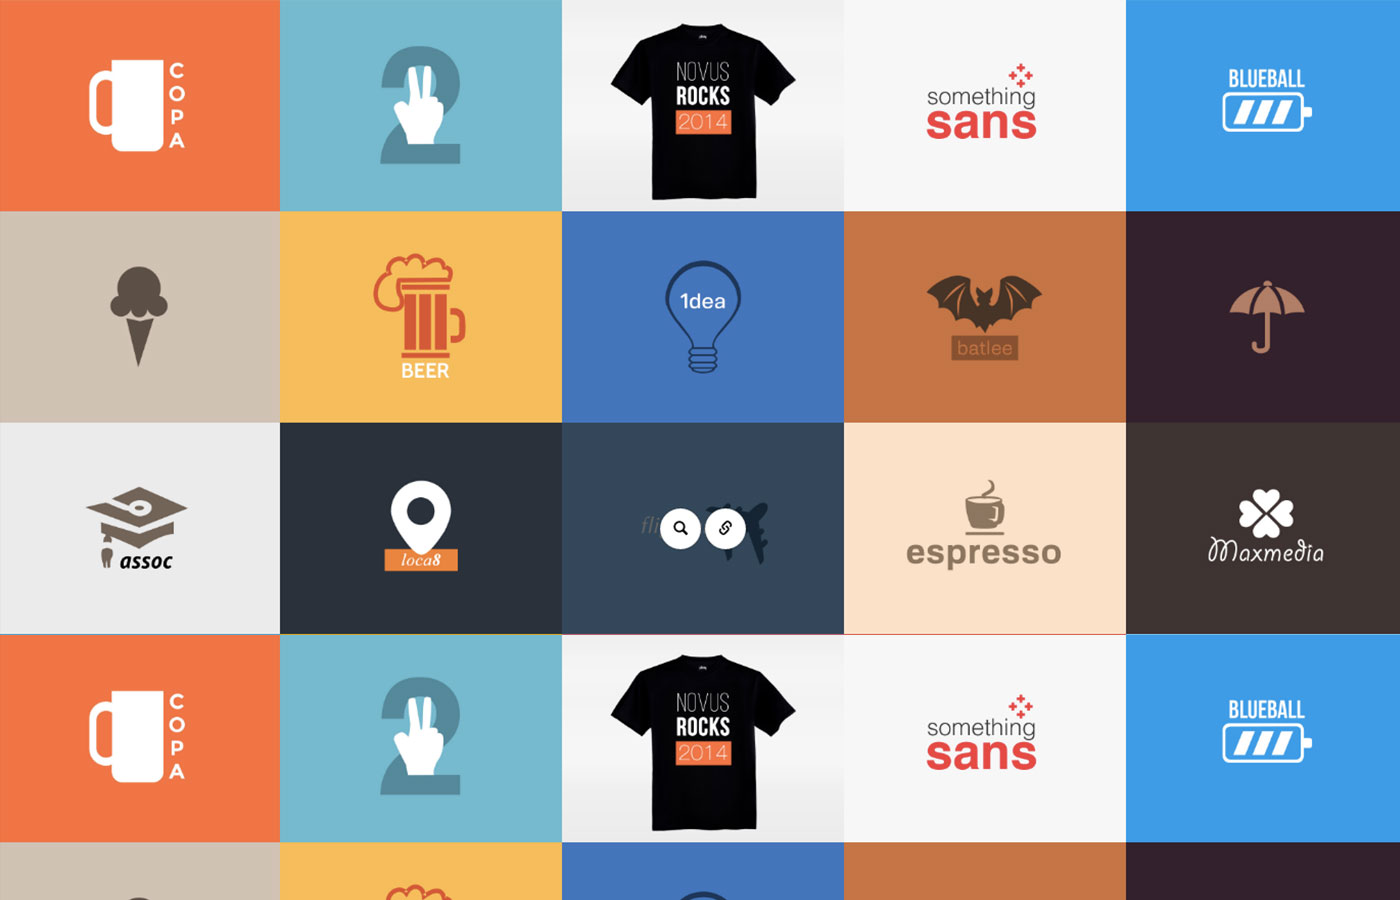 COPA
2
NOVUS
ROCKS
2014
something
sans
BLUEBALL
BEER
1dea
batlee
assoc
loca8
espresso
Maxmedia
COPA
2
NOVUS
ROCKS
2014
something
sans
BLUEBALL